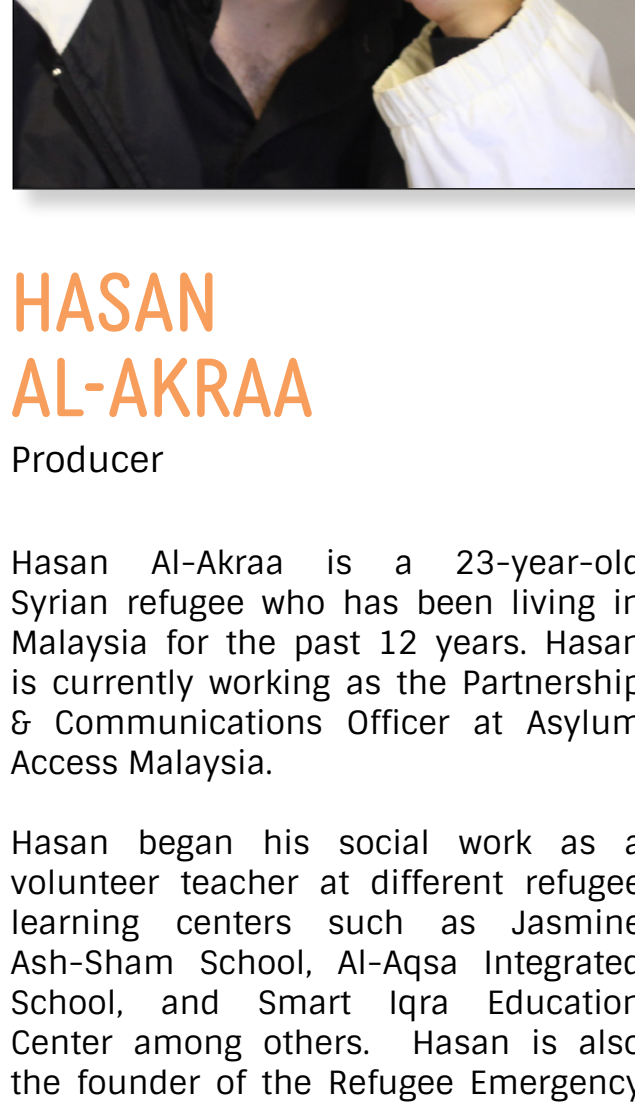 HASAN
AL-AKRAA
Producer
Hasan Al-Akraa is a 23-year-old
Syrian refugee who has been living in
Malaysia for the past 12 years. Hasan
is currently working as the Partnership
& Communications Officer at Asylum
Access Malaysia.
Hasan began his social work as a
volunteer teacher at different refugee
learning centers such as Jasmine
Ash-Sham School, Al-Aqsa Integrated
School, and Smart Iqra Education
Center among others. Hasan is also
the founder of the Refugee Emergency